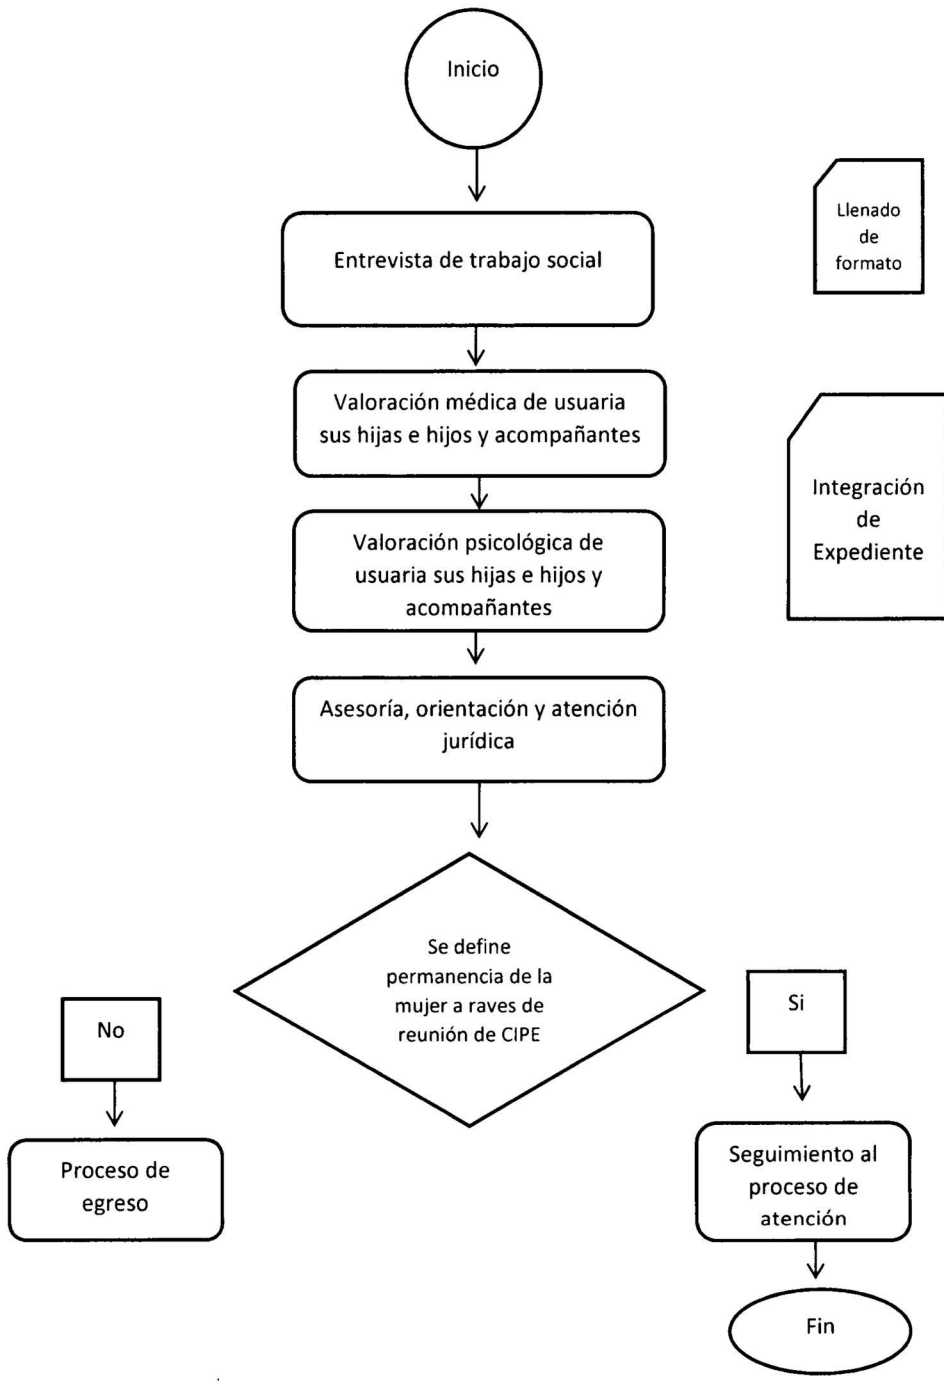 Inicio
Entrevista de trabajo social
Llenado
de
formato
Valoración médica de usuaria
sus hijas e hijos y acompañantes
Integración
de
Expediente
Valoración psicológica de
usuaria sus hijas e hijos y
acompañantes
Asesoría, orientación y atención
jurídica
Se define
permanencia de la
mujer a raves de
reunión de CIPE
No
Si
Proceso de
egreso
Seguimiento al
proceso de
atención
Fin